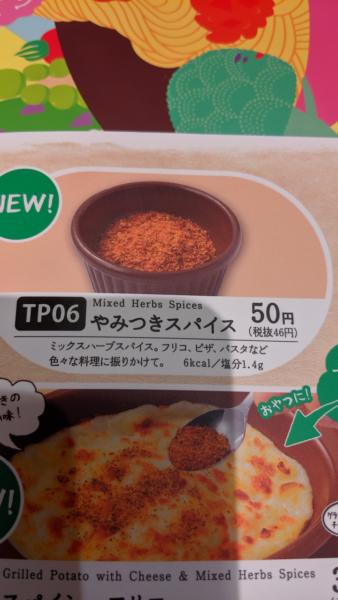 NEW!
TP06
Mixed Herbs Spices
やみつきスパイス
50円
(税抜46円)
ミックスハーブスパイス。フリコ、ピザ、パスタなど
色々な料理に振りかけて。 6kcal/塩分1.4g
きの
味!
おやつに!
Grilled Potato with Cheese & Mixed Herbs Spices